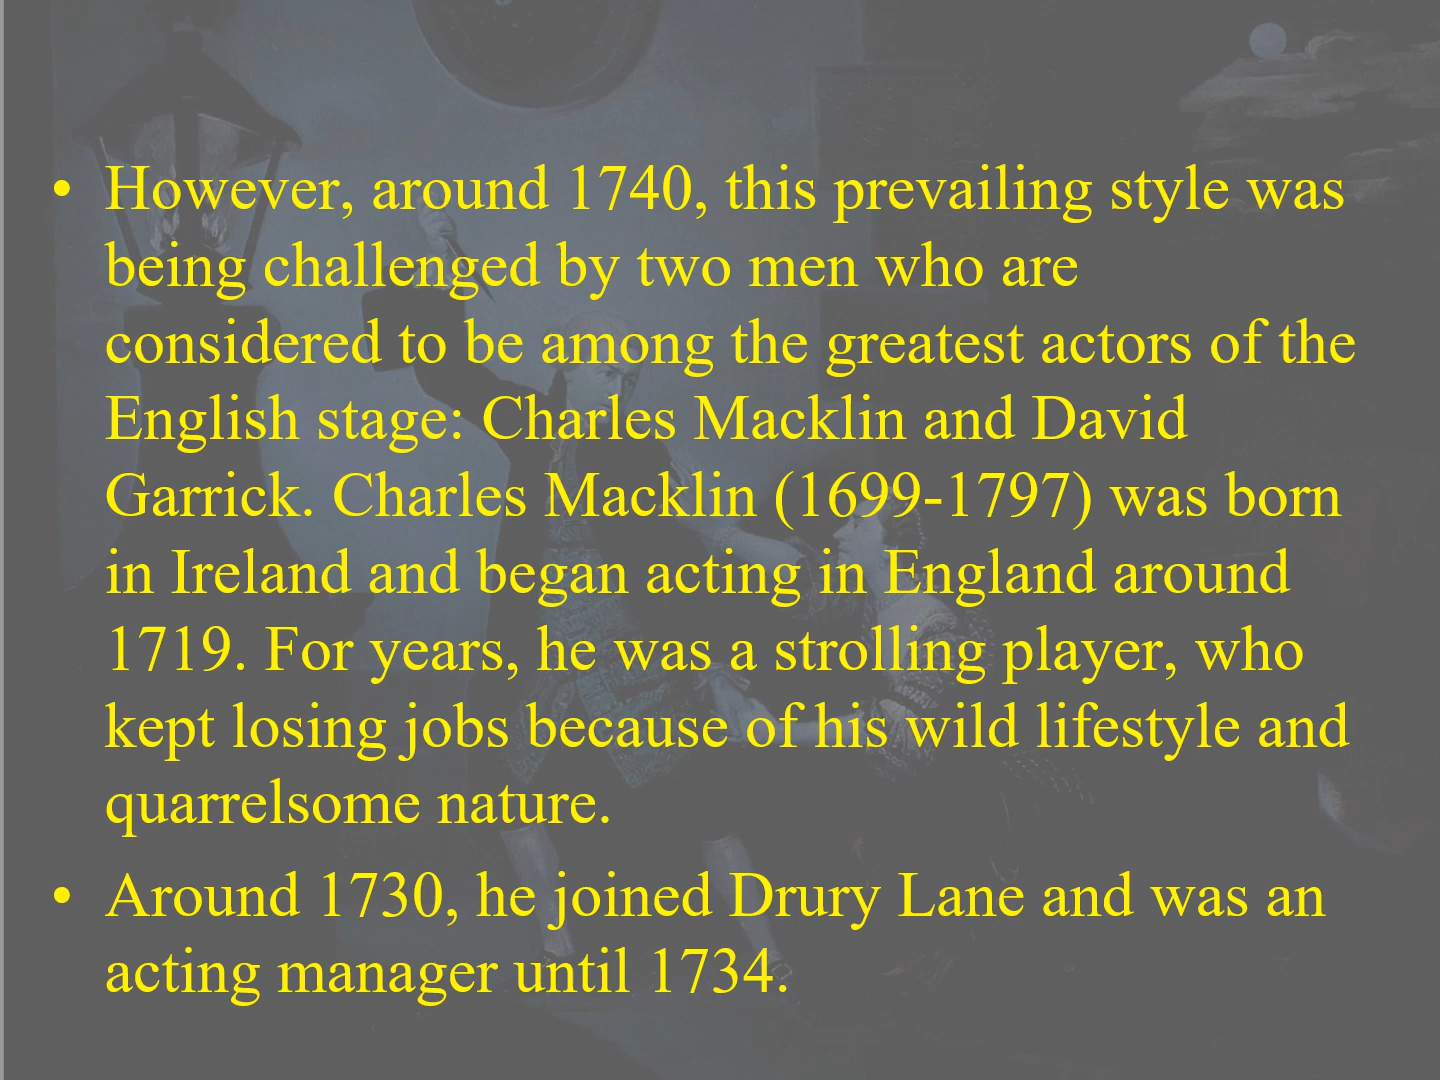 • However, around 1740, this prevailing style was
being challenged by two men who are
considered to be among the greatest actors of the
English stage: Charles Macklin and David
Garrick. Charles Macklin (1699-1797) was born
in Ireland and began acting in England around
1719. For years, he was a strolling player, who
kept losing jobs because of his wild lifestyle and
quarrelsome nature.
• Around 1730, he joined Drury Lane and was an
acting manager until 1734.